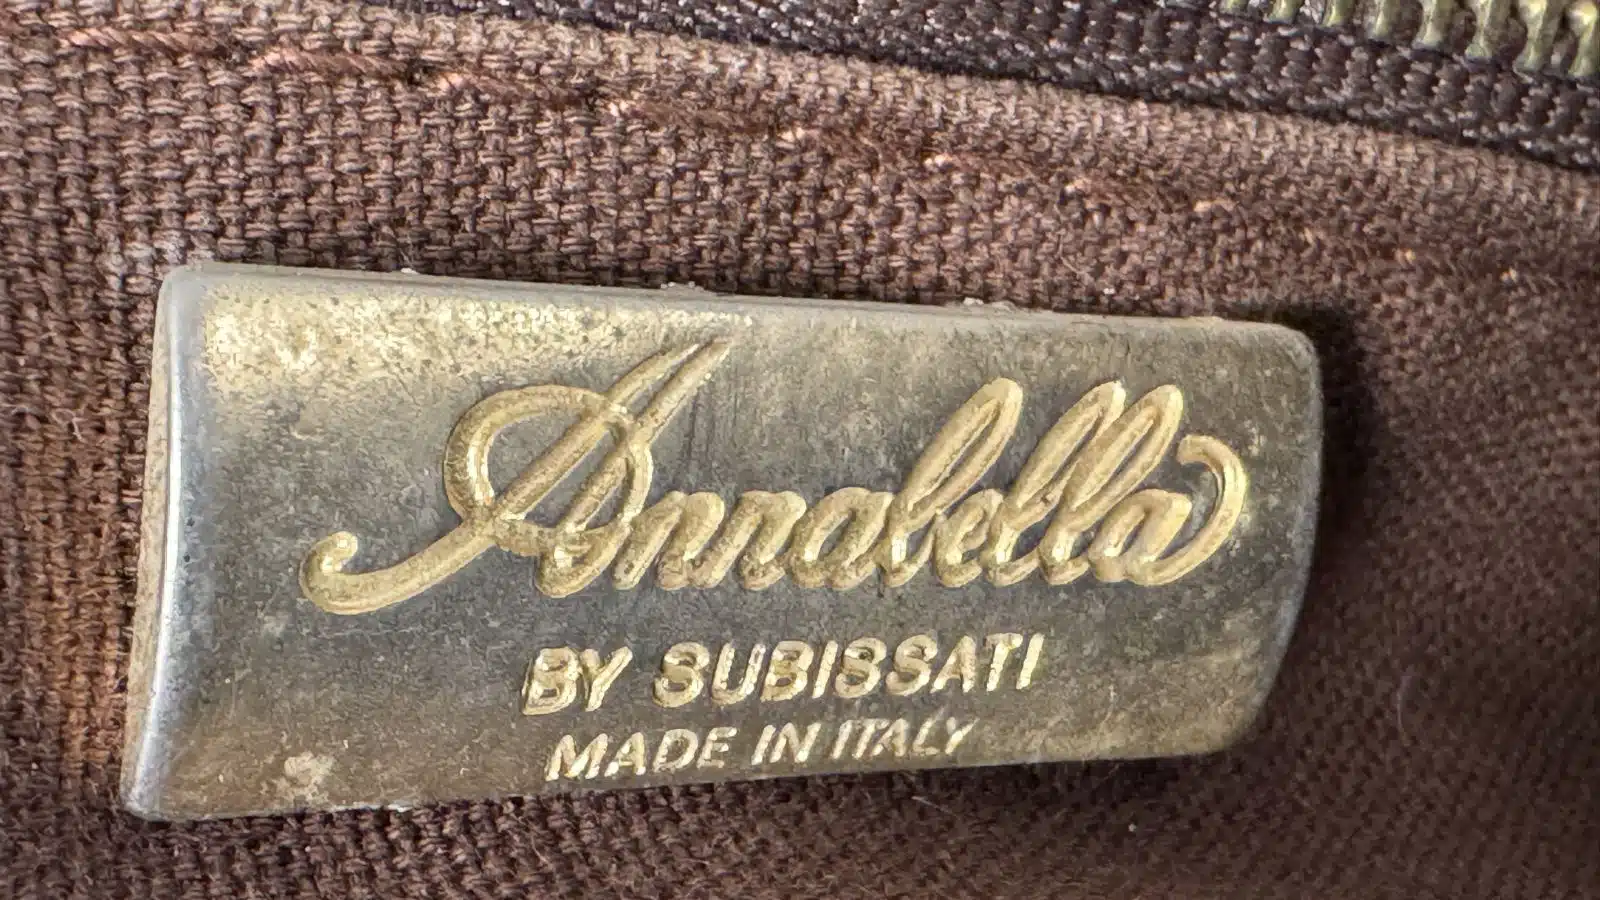 Annabella
BY SUBISSATI
MADE IN ITALY